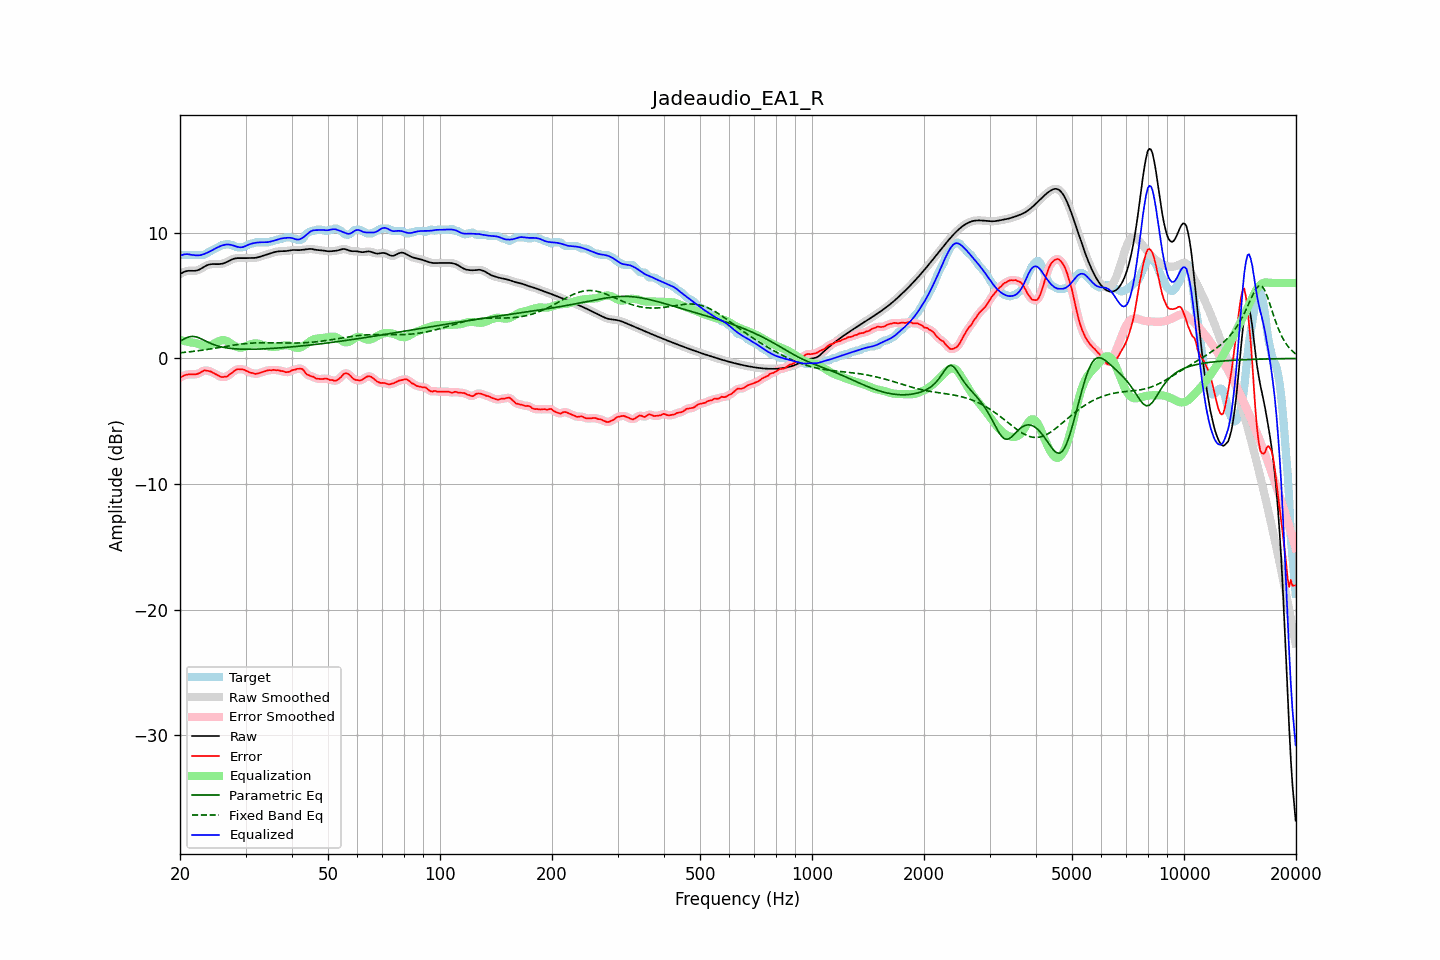 Jadeaudio_EA1_R
Amplitude (dBr)
10
0
−10
−20
−30
Target
Raw Smoothed
Error Smoothed
Raw
Error
Equalization
Parametric Eq
Fixed Band Eq
Equalized
20 50 100 200 500 1000 2000 5000 10000 20000
Frequency (Hz)